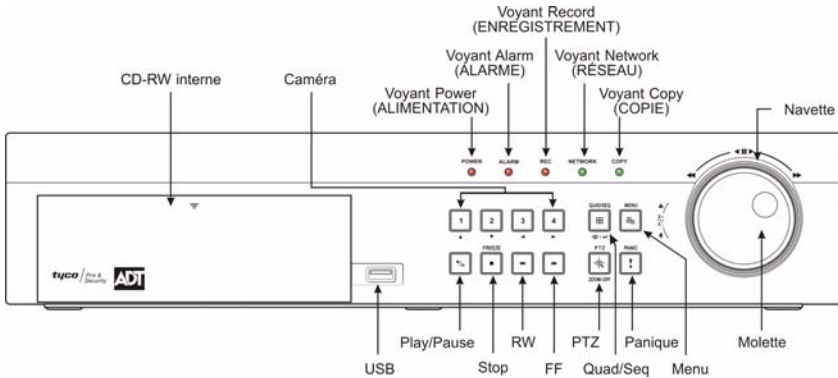 Voyant Record
(ENREGISTREMENT)
Voyant Alarm
(ALARME)
Voyant Network
(RÉSEAU)
CD-RW interne
Caméra
Voyant Power
(ALIMENTATION)
Voyant Copy
(COPIE)
Navette
POWER
ALARM
REC
NETWORK
COPY
1
2
3
4
QUAD/SEQ
MENU
FREEZE
PTZ
PANIC
ZOOM OFF
tyco
Fire &
Security
ADT
Play/Pause
RW
PTZ
Panique
Molette
USB
Stop
FF
Quad/Seq
Menu